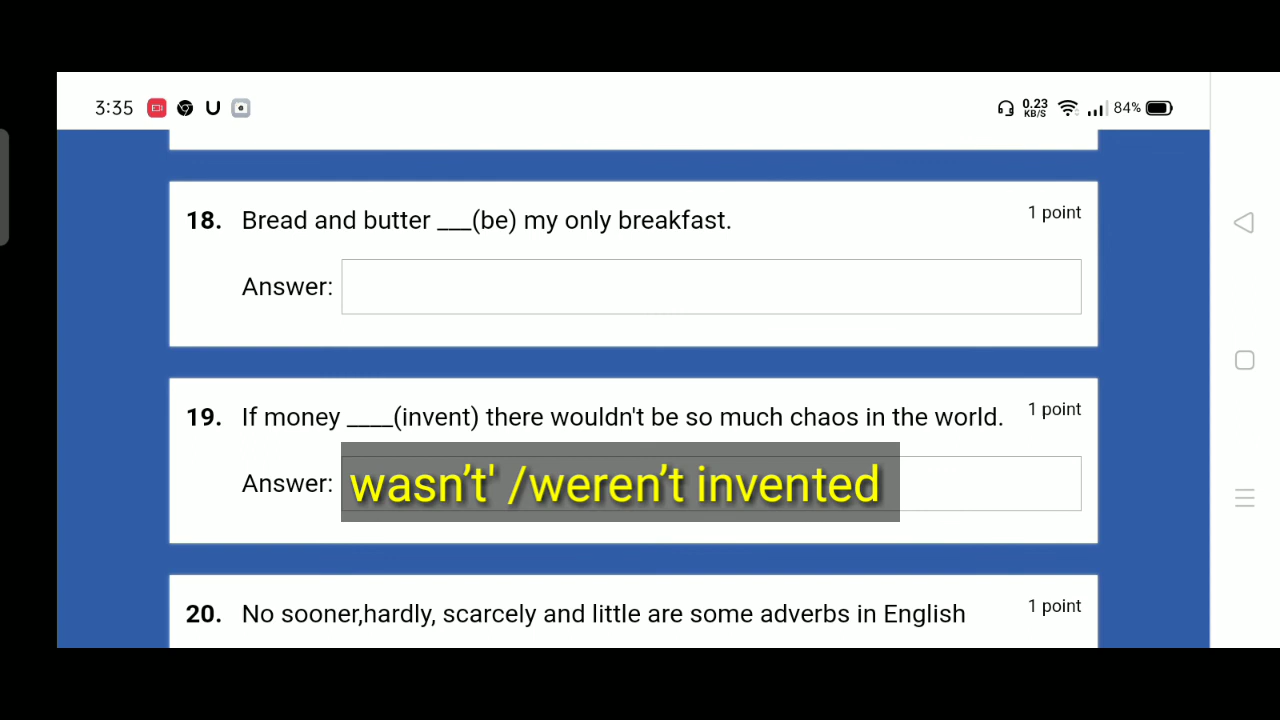 3:35 U 0.23 KB/S 84%
18. Bread and butter ___(be) my only breakfast. 1 point
Answer:
19. If money ____(invent) there wouldn't be so much chaos in the world. 1 point
Answer: wasn’t' /weren’t invented
20. No sooner,hardly, scarcely and little are some adverbs in English 1 point